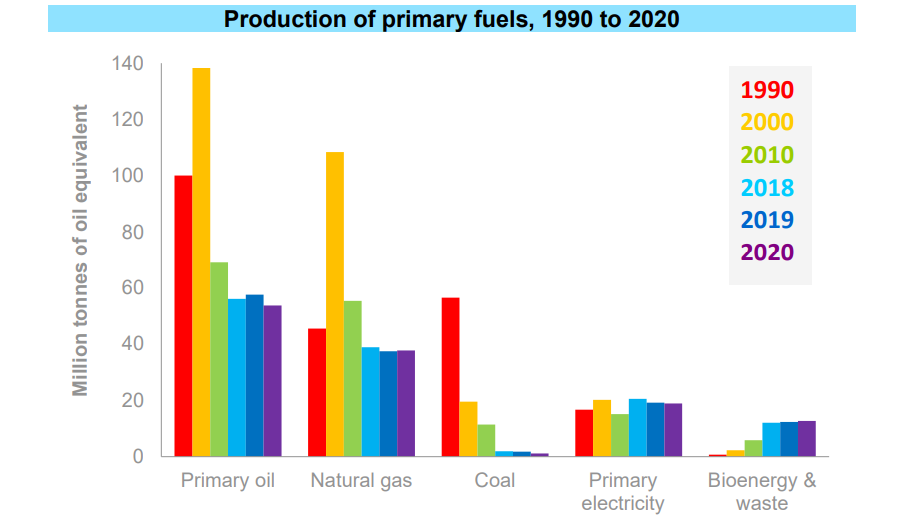 Production of primary fuels, 1990 to 2020
Million tonnes of oil equivalent
140
120
100
80
60
40
20
0
1990
2000
2010
2018
2019
2020
Primary oil
Natural gas
Coal
Primary
electricity
Bioenergy &
waste